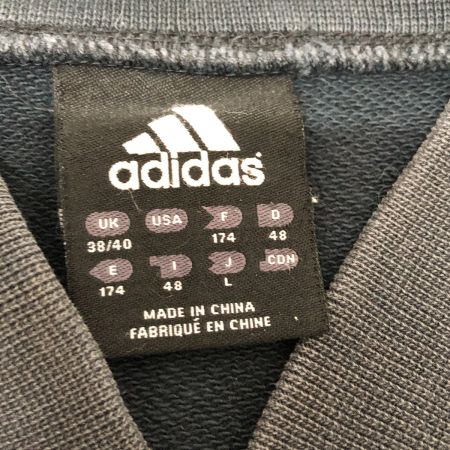 adidas
UK USA F D
38/40 174 48
E I J CDN
174 48 L
MADE IN CHINA
FABRIQUÉ EN CHINE